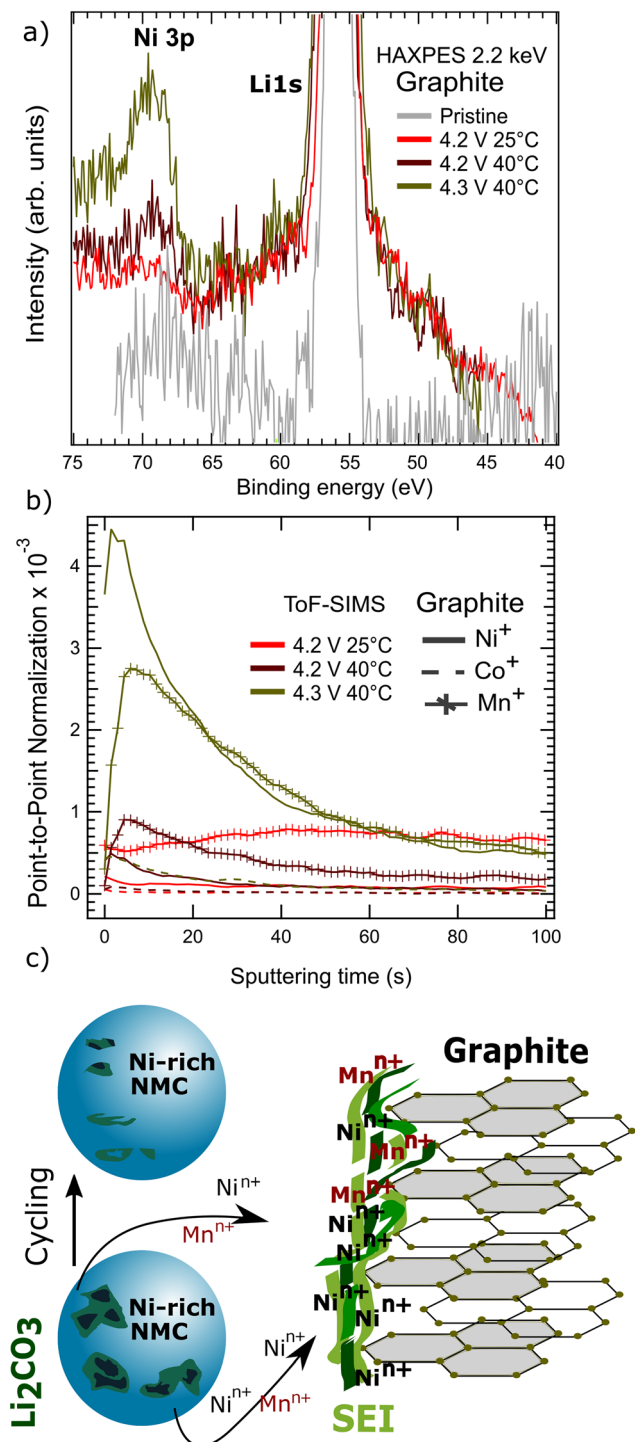 a)
Ni 3p
Li1s
HAXPES 2.2 keV
Graphite
Pristine
4.2 V 25°C
4.2 V 40°C
4.3 V 40°C
Intensity (arb. units)
75 70 65 60 55 50 45 40
Binding energy (eV)
b)
Point-to-Point Normalization x 10⁻³
4
3
2
1
0
ToF-SIMS
4.2 V 25°C
4.2 V 40°C
4.3 V 40°C
Graphite
Ni⁺
Co⁺
Mn⁺
0 20 40 60 80 100
Sputtering time (s)
c)
Ni-rich
NMC
Cycling
Niⁿ⁺
Mnⁿ⁺
Ni-rich
NMC
Li₂CO₃
Niⁿ⁺
Niⁿ⁺ Mnⁿ⁺
Graphite
Mnⁿ⁺
Niⁿ⁺
Mnⁿ⁺
Mnⁿ⁺
Niⁿ⁺
Niⁿ⁺
Niⁿ⁺ Niⁿ⁺
Niⁿ⁺
SEI